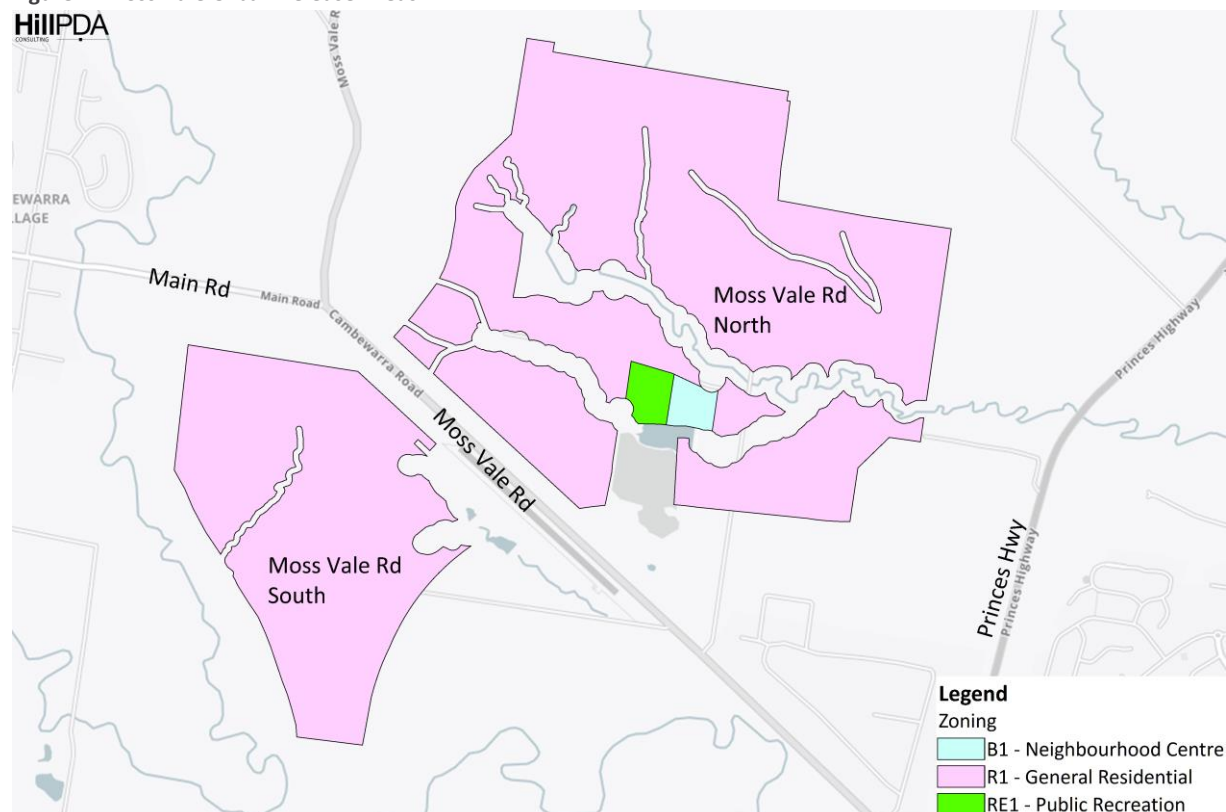 HillPDA
CONSULTING
Moss Vale R
EWARRA
LLAGE
Main Rd
Main Road
Cambewarra Road
Moss Vale Rd
Moss Vale Rd
North
Moss Vale Rd
South
Princes Highway
Princes Hwy
Princes Highway
Legend
Zoning
B1 - Neighbourhood Centre
R1 - General Residential
RE1 - Public Recreation